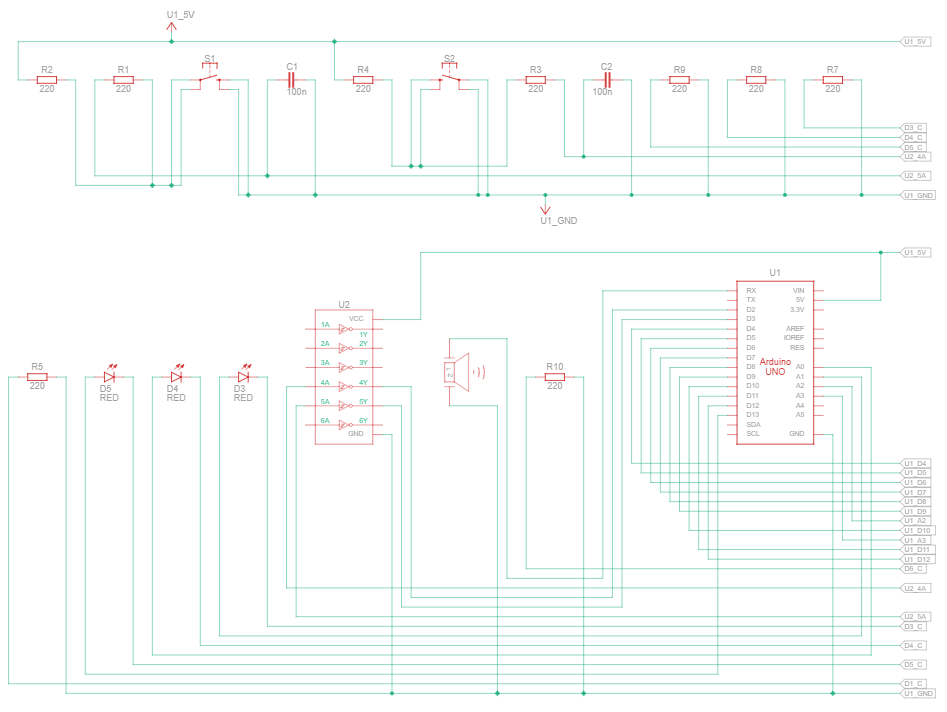 U1_5V
U1_5V
R2
220
R1
220
S1
C1
100n
R4
220
S2
R3
220
C2
100n
R9
220
R8
220
R7
220
D3_C
D4_C
D5_C
U2_4A
U2_5A
U1_GND
U1_GND
U1_5V
U1
RX
TX
D2
D3
D4
D5
D6
D7
D8
D9
D10
D11
D12
D13
SDA
SCL
VIN
5V
3.3V
AREF
IOREF
RES
Arduino
UNO
A0
A1
A2
A3
A4
A5
GND
U2
VCC
1A 1Y
2A 2Y
3A 3Y
4A 4Y
5A 5Y
6A 6Y
GND
R5
220
D5
RED
D4
RED
D3
RED
R10
220
U1_D4
U1_D5
U1_D6
U1_D7
U1_D8
U1_D9
U1_A2
U1_D10
U1_A3
U1_D11
U1_D12
D6_C
U2_4A
U2_5A
D3_C
D4_C
D5_C
D1_C
U1_GND